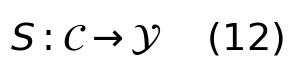 S : 𝒞 → 𝒴 (12)